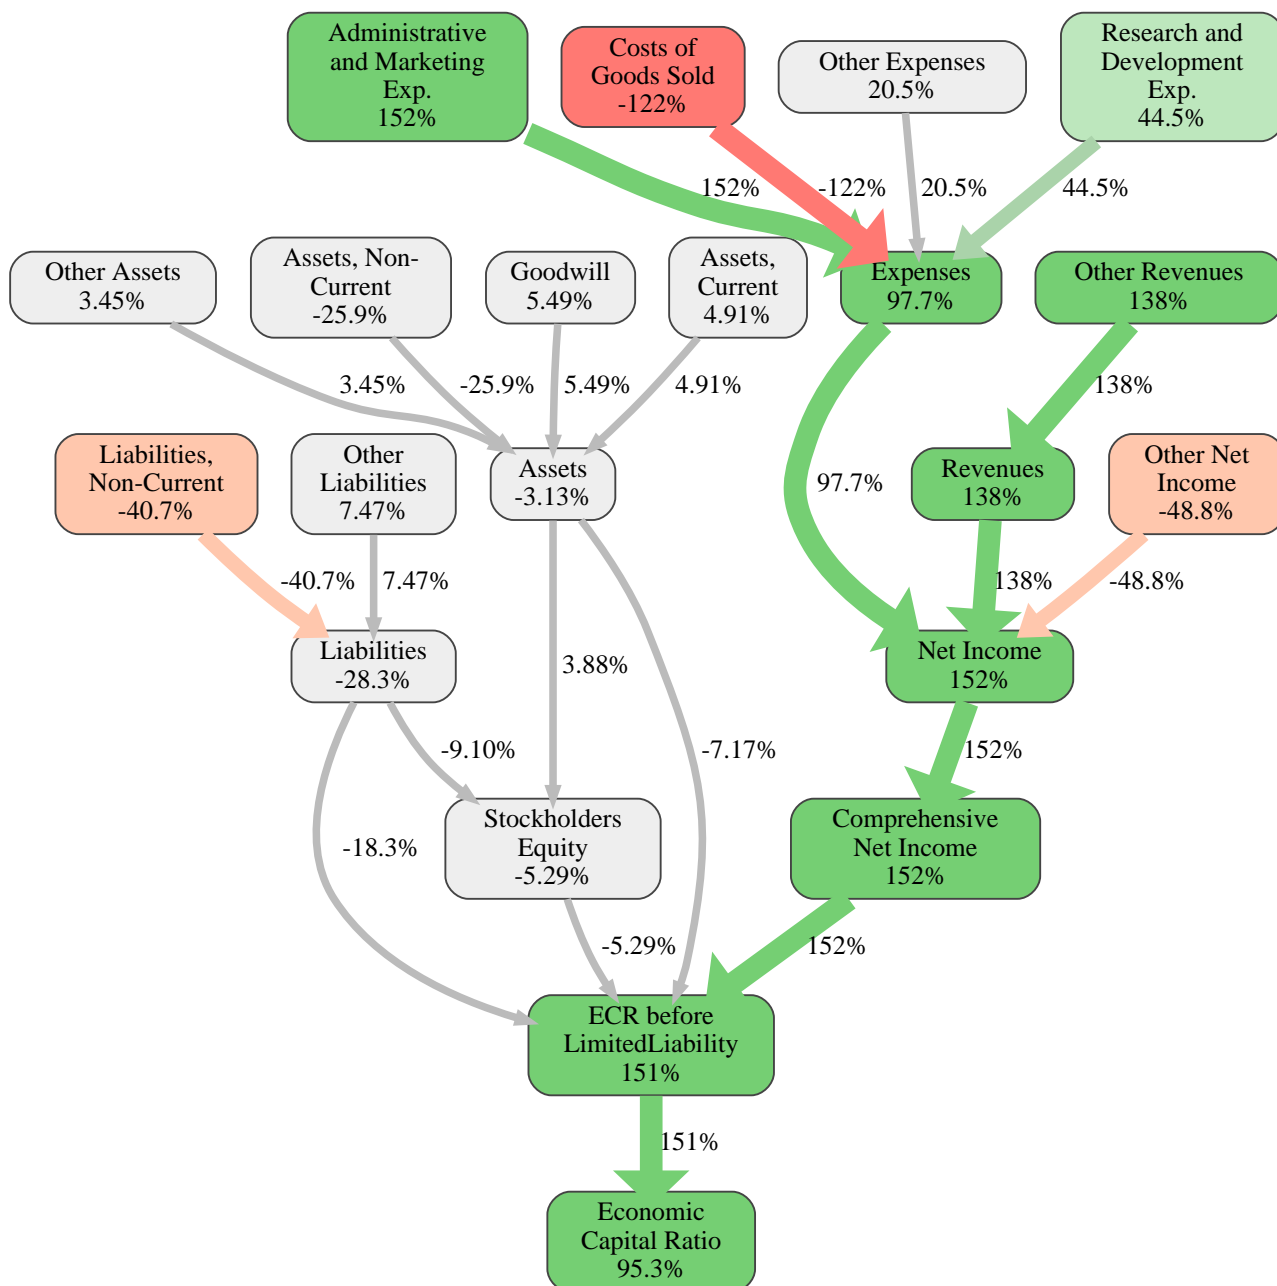 Administrative
and Marketing
Exp.
152%
Costs of
Goods Sold
-122%
Other Expenses
20.5%
Research and
Development
Exp.
44.5%
152%
-122%
20.5%
44.5%
Other Assets
3.45%
Assets, Non-
Current
-25.9%
Goodwill
5.49%
Assets,
Current
4.91%
Expenses
97.7%
Other Revenues
138%
3.45%
-25.9%
5.49%
4.91%
138%
Liabilities,
Non-Current
-40.7%
Other
Liabilities
7.47%
Assets
-3.13%
97.7%
Revenues
138%
Other Net
Income
-48.8%
-40.7%
7.47%
138%
-48.8%
Liabilities
-28.3%
3.88%
Net Income
152%
-9.10%
-7.17%
152%
-18.3%
Stockholders
Equity
-5.29%
Comprehensive
Net Income
152%
-5.29%
152%
ECR before
LimitedLiability
151%
151%
Economic
Capital Ratio
95.3%